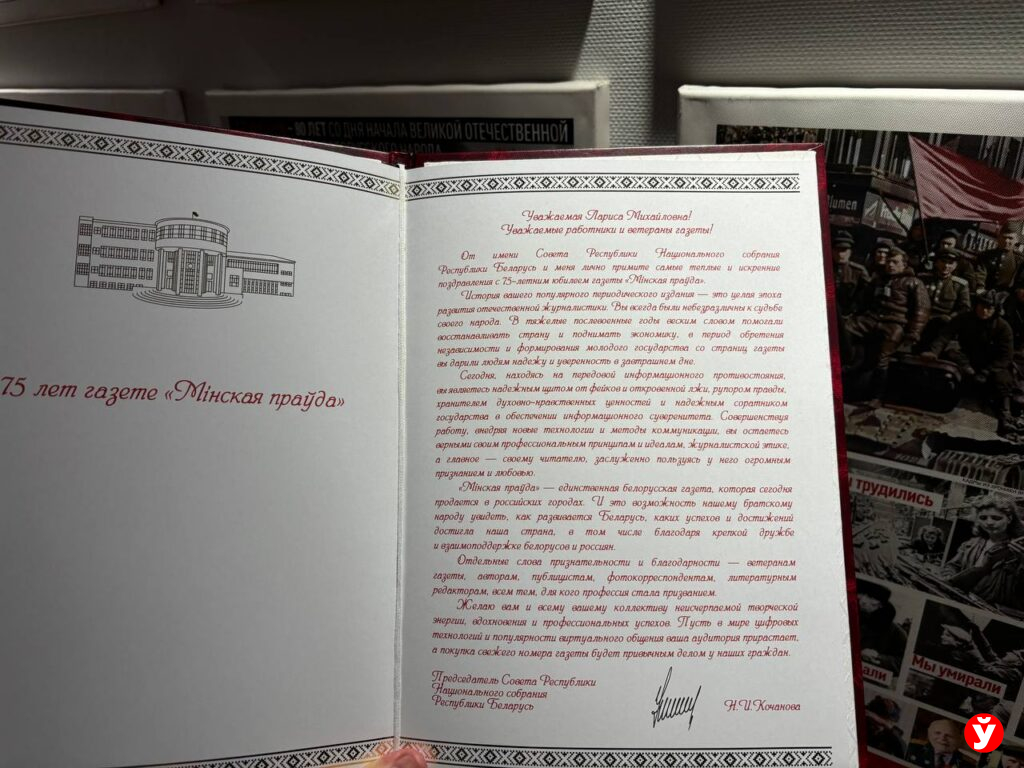 – 80 ЛЕТ СО ДНЯ НАЧАЛА ВЕЛИКОЙ ОТЕЧЕСТВЕННОЙ
НАРОДА
75 лет газете «Мінская праўда»
Уважаемая Лариса Михайловна!
Уважаемые работники и ветераны газеты!
От имени Совета Республики Национального собрания
Республики Беларусь и меня лично примите самые теплые и искренние
поздравления с 75-летним юбилеем газеты «Мінская праўда».
История вашего популярного периодического издания — это целая эпоха
развития отечественной журналистики. Вы всегда были небезразличны к судьбе
своего народа. В тяжелые послевоенные годы веским словом помогали
восстанавливать страну и поднимать экономику, в период обретения
независимости и формирования молодого государства со страниц газеты
вы дарили людям надежду и уверенность в завтрашнем дне.
Сегодня, находясь на передовой информационного противостояния,
вы являетесь надежным щитом от фейков и откровенной лжи, рупором правды,
хранителем духовно-нравственных ценностей и надежным соратником
государства в обеспечении информационного суверенитета. Совершенствуя
работу, внедряя новые технологии и методы коммуникации, вы остаетесь
верными своим профессиональным принципам и идеалам, журналистской этике,
а главное — своему читателю, заслуженно пользуясь у него огромным
признанием и любовью.
«Мінская праўда» — единственная белорусская газета, которая сегодня
продается в российских городах. И это возможность нашему братскому
народу увидеть, как развивается Беларусь, каких успехов и достижений
достигла наша страна, в том числе благодаря крепкой дружбе
и взаимоподдержке белорусов и россиян.
Отдельные слова признательности и благодарности — ветеранам
газеты, авторам, публицистам, фотокорреспондентам, литературным
редакторам, всем тем, для кого профессия стала призванием.
Желаю вам и всему вашему коллективу неисчерпаемой творческой
энергии, вдохновения и профессиональных успехов. Пусть в мире цифровых
технологий и популярности виртуального общения ваша аудитория прирастает,
а покупка свежего номера газеты будет привычным делом у наших граждан.
Председатель Совета Республики
Национального собрания
Республики Беларусь
Н.И.Кочанова
lumen
трудились
Мы умирали
ў